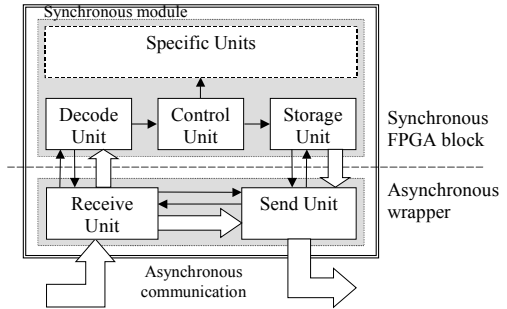 Synchronous module
Specific Units
Decode
Unit
Control
Unit
Storage
Unit
Synchronous
FPGA block
Asynchronous
wrapper
Receive
Unit
Send Unit
Asynchronous
communication